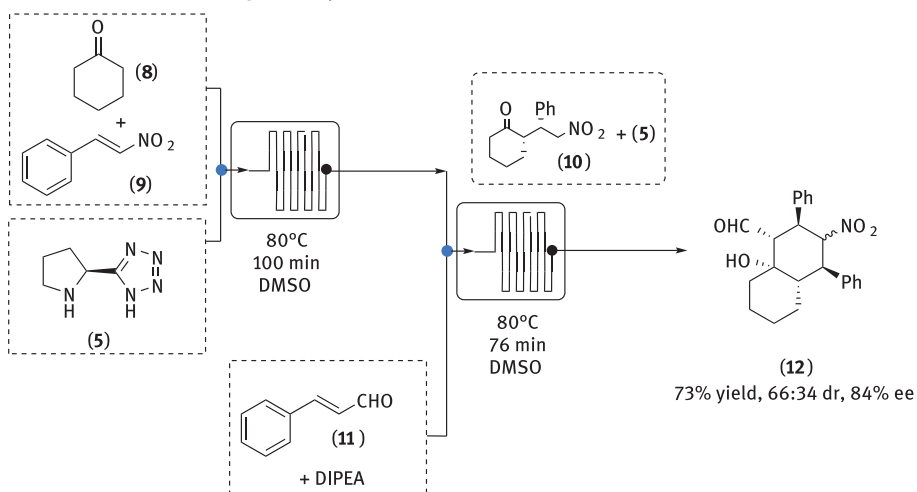 O
(8)
+
NO2
(9)
N
N
N
N
N
H
H
(5)
80°C
100 min
DMSO
Ph
O
NO2 + (5)
(10)
80°C
76 min
DMSO
CHO
(11)
+ DIPEA
Ph
OHC
NO2
HO
Ph
(12)
73% yield, 66:34 dr, 84% ee